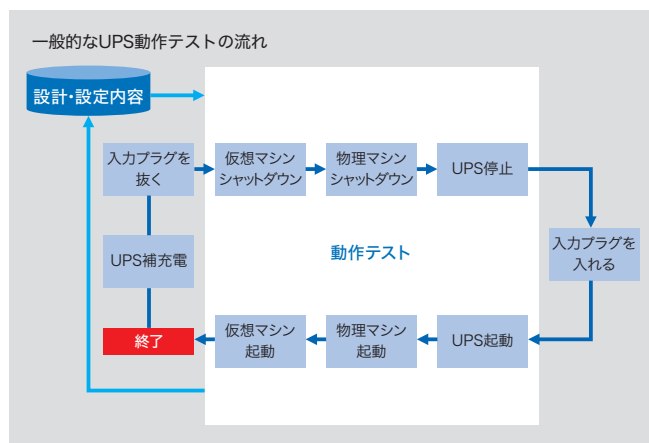 一般的なUPS動作テストの流れ
設計・設定内容
入力プラグを
抜く
仮想マシン
シャットダウン
物理マシン
シャットダウン
UPS停止
入力プラグを
入れる
UPS補充電
動作テスト
終了
仮想マシン
起動
物理マシン
起動
UPS起動